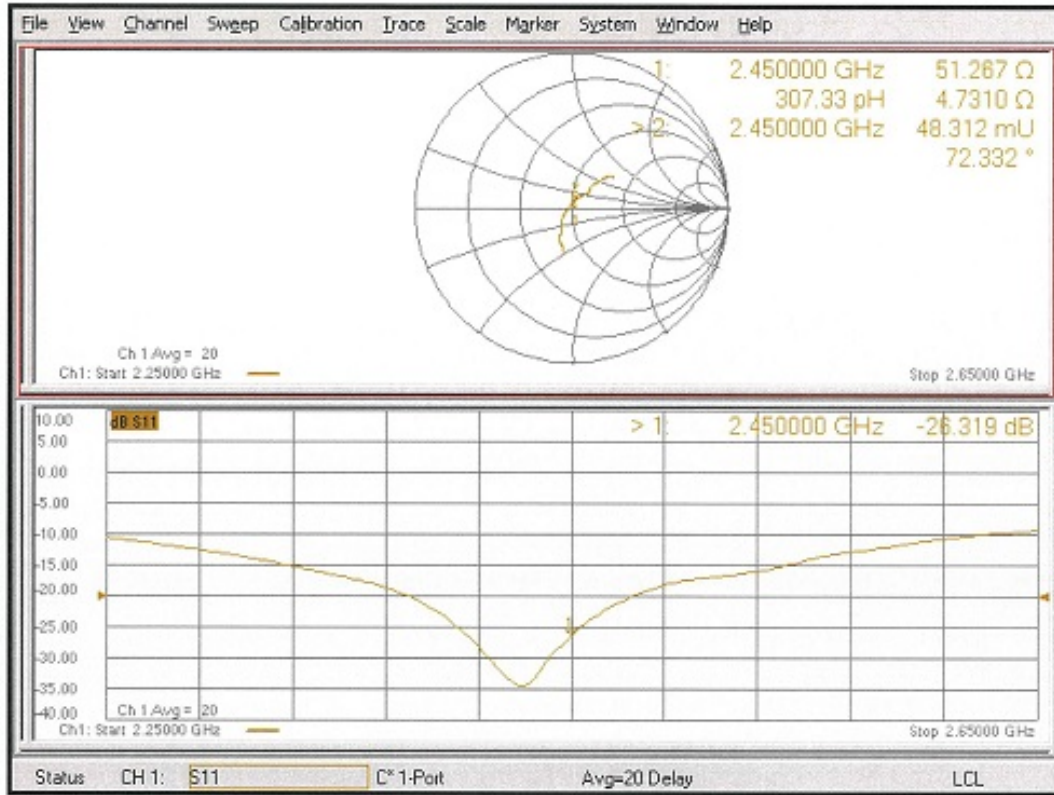 File View Channel Sweep Calibration Trace Scale Marker System Window Help
1: 2.450000 GHz 51.267 Ω
307.33 pH 4.7310 Ω
> 2: 2.450000 GHz 48.312 mU
72.332 °
Ch 1 Avg = 20
Ch1: Start 2.25000 GHz Stop 2.65000 GHz
10.00 dB S11 > 1: 2.450000 GHz -26.319 dB
5.00
0.00
-5.00
-10.00
-15.00
-20.00
-25.00 1
-30.00
-35.00
-40.00 Ch 1 Avg = 20
Ch1: Start 2.25000 GHz Stop 2.65000 GHz
Status CH 1: S11 C* 1-Port Avg=20 Delay LCL